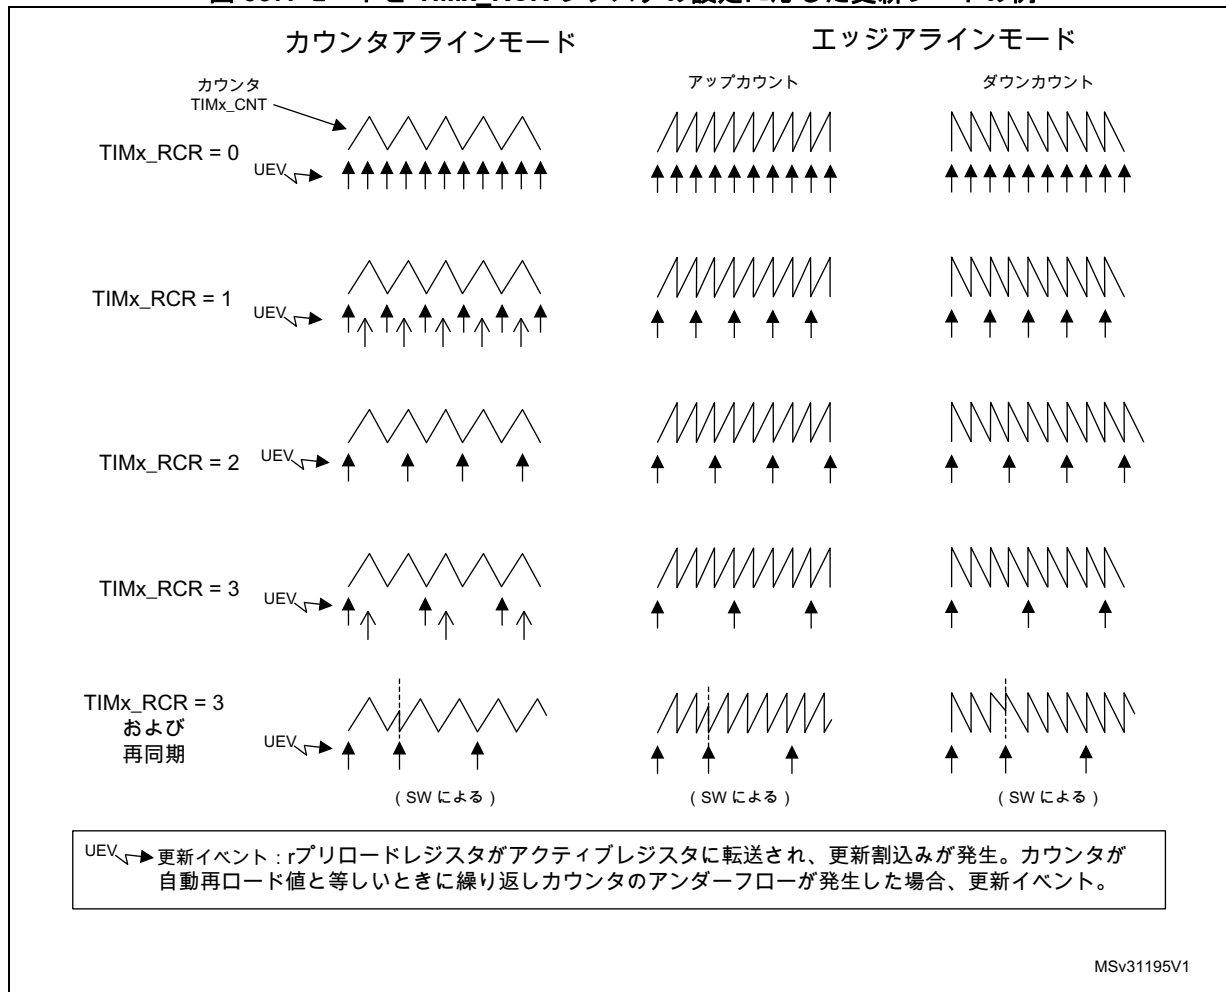 カウンタアラインモード
エッジアラインモード
カウンタ
TIMx_CNT
アップカウント
ダウンカウント
TIMx_RCR = 0
UEV
TIMx_RCR = 1
UEV
TIMx_RCR = 2
UEV
TIMx_RCR = 3
UEV
TIMx_RCR = 3
および
再同期
UEV
( SW による )
( SW による )
( SW による )
UEV 更新イベント : rプリロードレジスタがアクティブレジスタに転送され、更新割込みが発生。カウンタが
自動再ロード値と等しいときに繰り返しカウンタのアンダーフローが発生した場合、更新イベント。
MSv31195V1